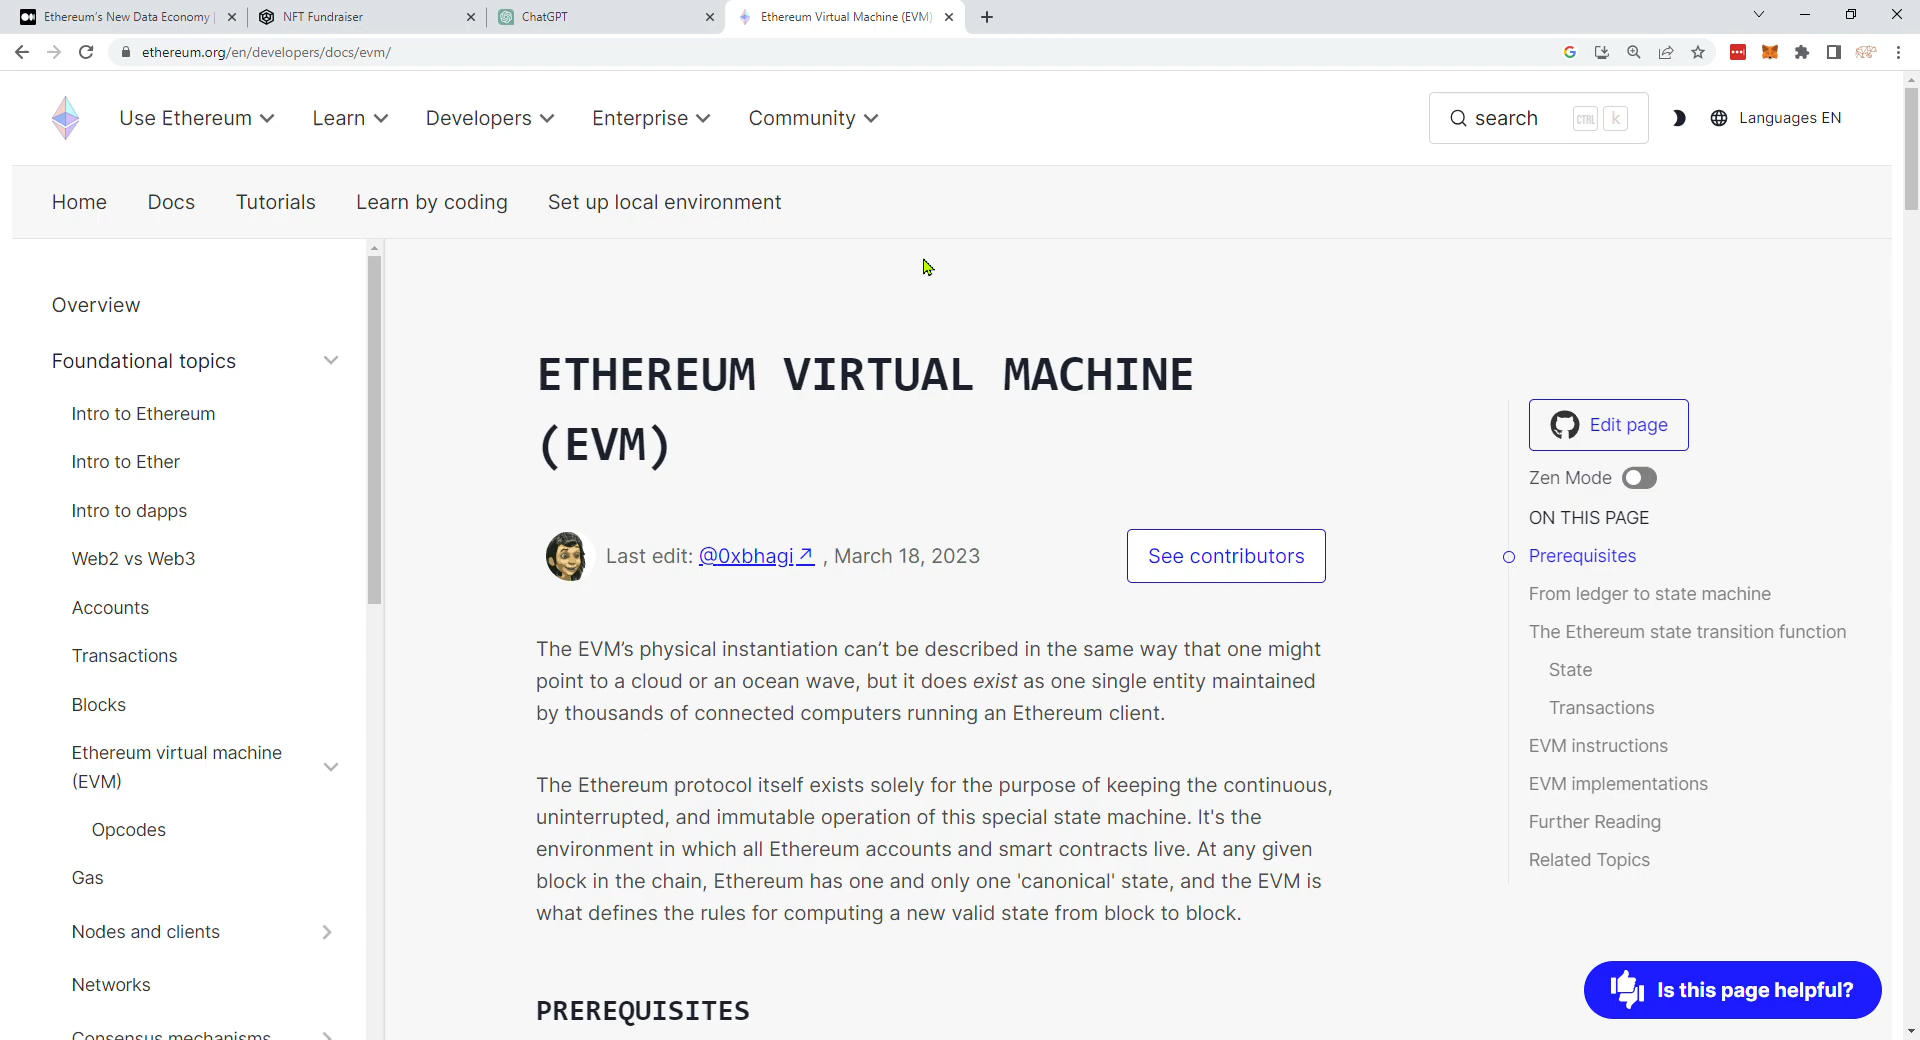 Ethereum's New Data Economy
NFT Fundraiser
ChatGPT
Ethereum Virtual Machine (EVM)
ethereum.org/en/developers/docs/evm/
Use Ethereum
Learn
Developers
Enterprise
Community
search
CTRL
k
Languages EN
Home
Docs
Tutorials
Learn by coding
Set up local environment
Overview
Foundational topics
Intro to Ethereum
Intro to Ether
Intro to dapps
Web2 vs Web3
Accounts
Transactions
Blocks
Ethereum virtual machine
(EVM)
Opcodes
Gas
Nodes and clients
Networks
Consensus mechanisms
ETHEREUM VIRTUAL MACHINE
(EVM)
Last edit: @0xbhagi , March 18, 2023
See contributors
The EVM’s physical instantiation can’t be described in the same way that one might
point to a cloud or an ocean wave, but it does exist as one single entity maintained
by thousands of connected computers running an Ethereum client.
The Ethereum protocol itself exists solely for the purpose of keeping the continuous,
uninterrupted, and immutable operation of this special state machine. It's the
environment in which all Ethereum accounts and smart contracts live. At any given
block in the chain, Ethereum has one and only one 'canonical' state, and the EVM is
what defines the rules for computing a new valid state from block to block.
PREREQUISITES
Edit page
Zen Mode
ON THIS PAGE
Prerequisites
From ledger to state machine
The Ethereum state transition function
State
Transactions
EVM instructions
EVM implementations
Further Reading
Related Topics
Is this page helpful?